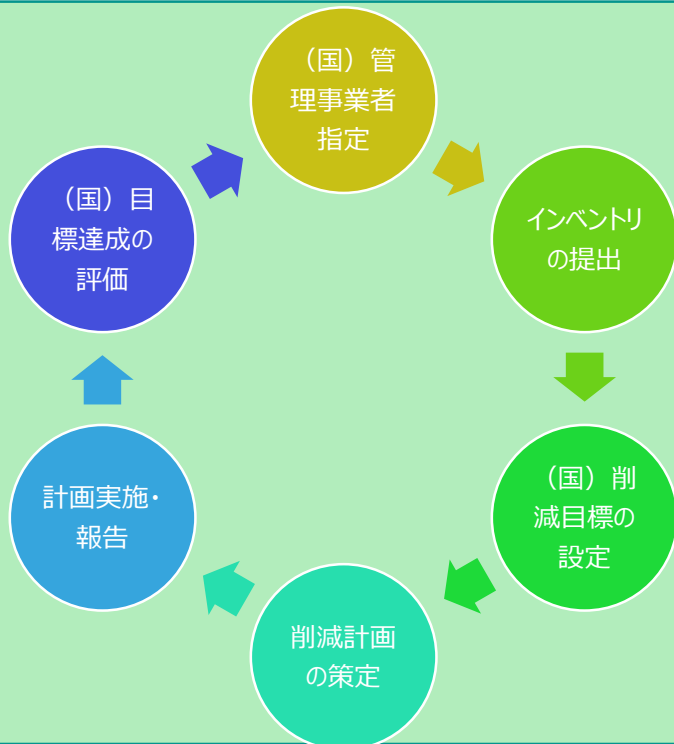 （国）管
理事業者
指定
インベントリ
の提出
（国）削
減目標の
設定
削減計画
の策定
計画実施・
報告
（国）目
標達成の
評価